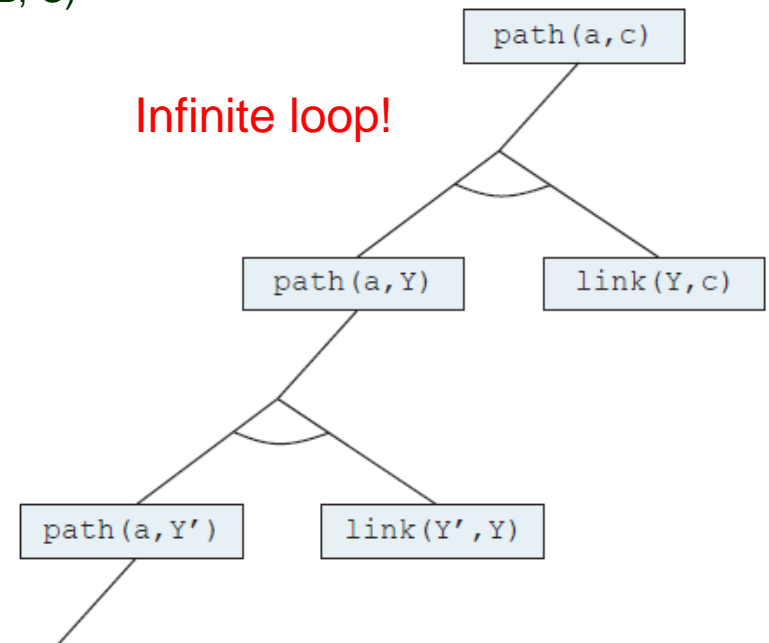 C)
path(a,c)
Infinite loop!
path(a,Y)
link(Y,c)
path(a,Y′)
link(Y′,Y)